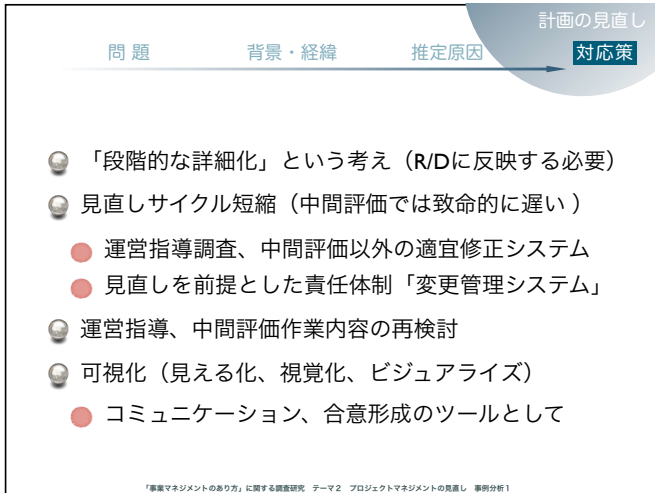 計画の見直し
問 題 背景・経緯 推定原因 対応策
「段階的な詳細化」という考え（R/Dに反映する必要）
見直しサイクル短縮（中間評価では致命的に遅い ）
運営指導調査、中間評価以外の適宜修正システム
見直しを前提とした責任体制「変更管理システム」
運営指導、中間評価作業内容の再検討
可視化（見える化、視覚化、ビジュアライズ）
コミュニケーション、合意形成のツールとして
「事業マネジメントのあり方」に関する調査研究 テーマ２ プロジェクトマネジメントの見直し 事例分析１